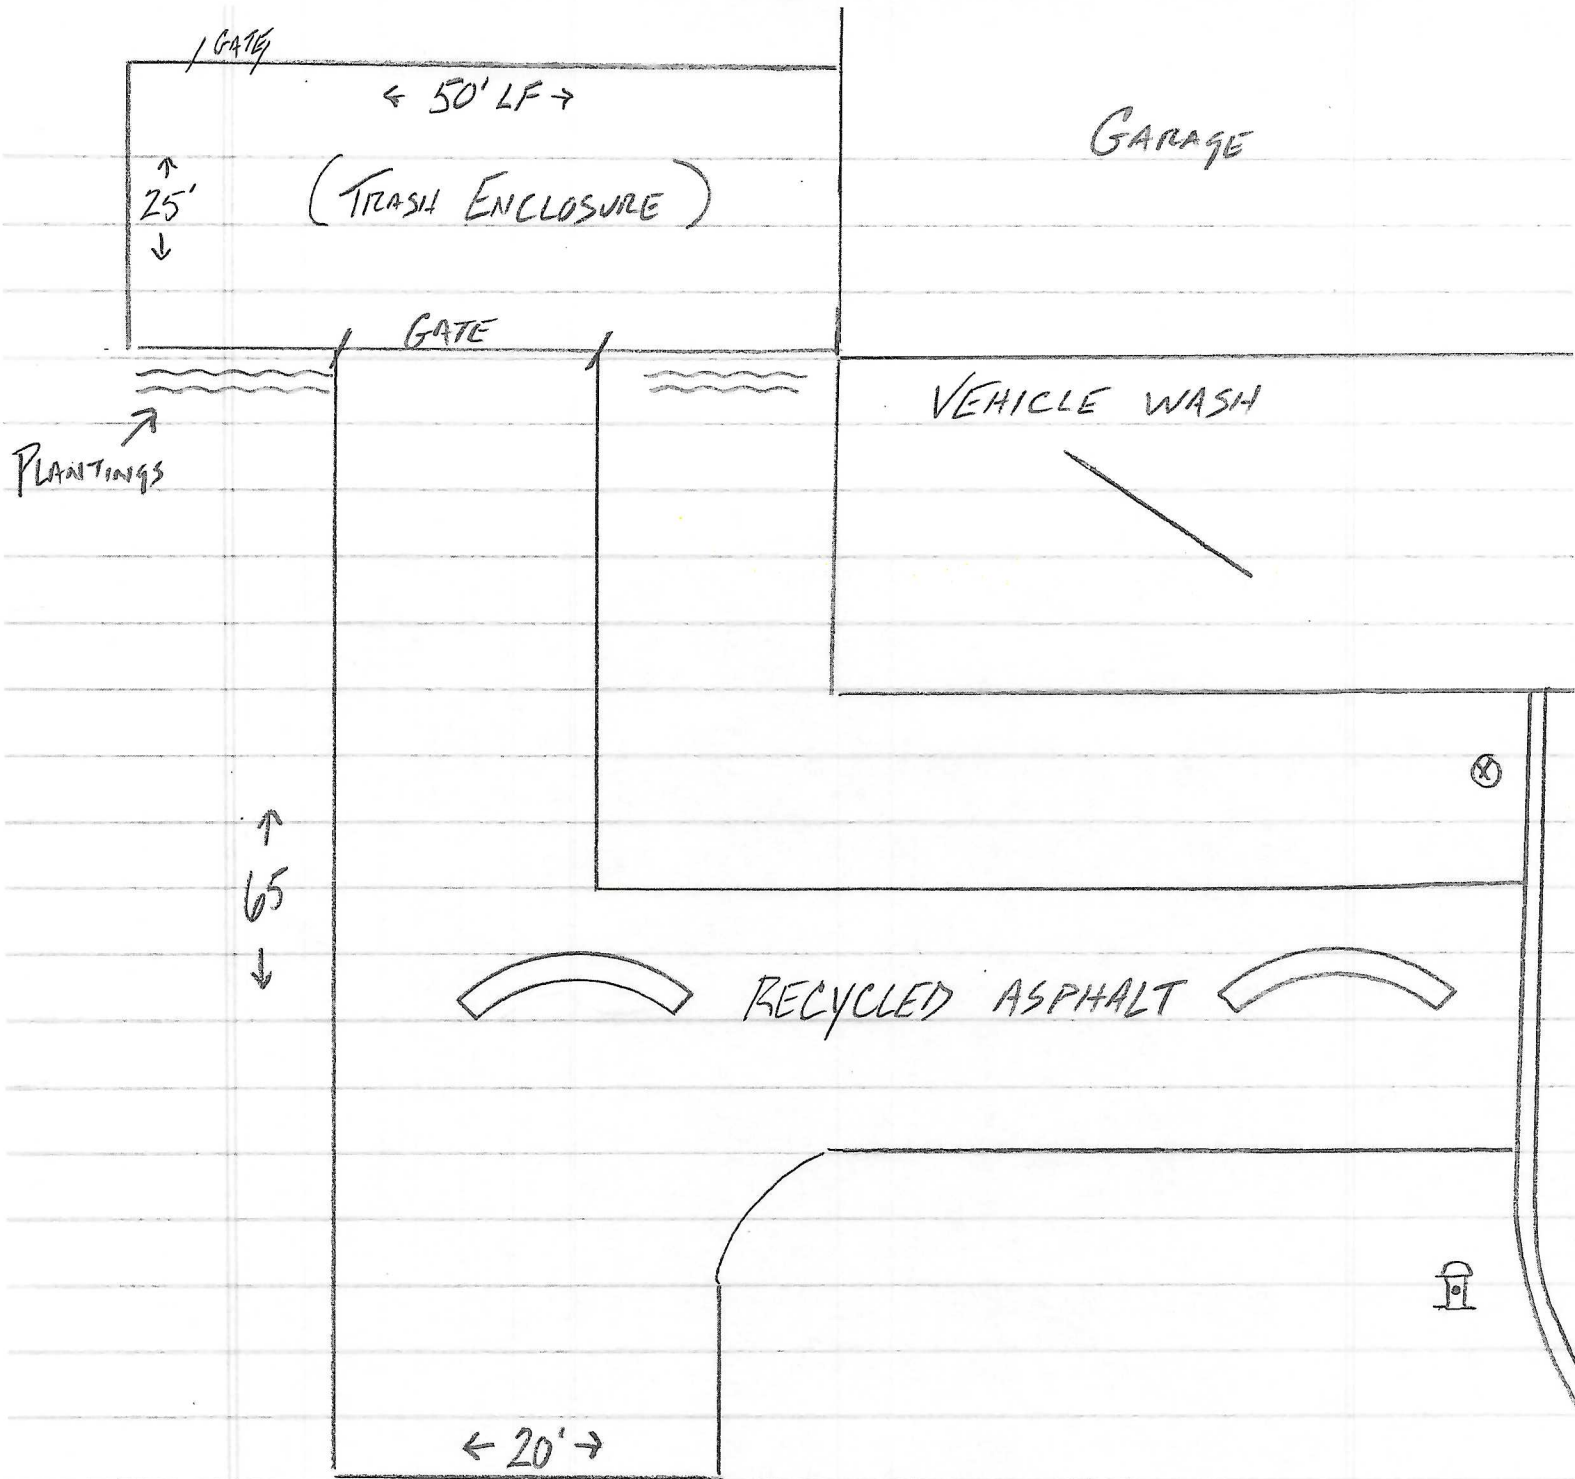 GATE
← 50' LF →
GARAGE
↑
25'
↓
(TRASH ENCLOSURE)
GATE
VEHICLE WASH
PLANTINGS
↑
65
↓
RECYCLED ASPHALT
← 20' →